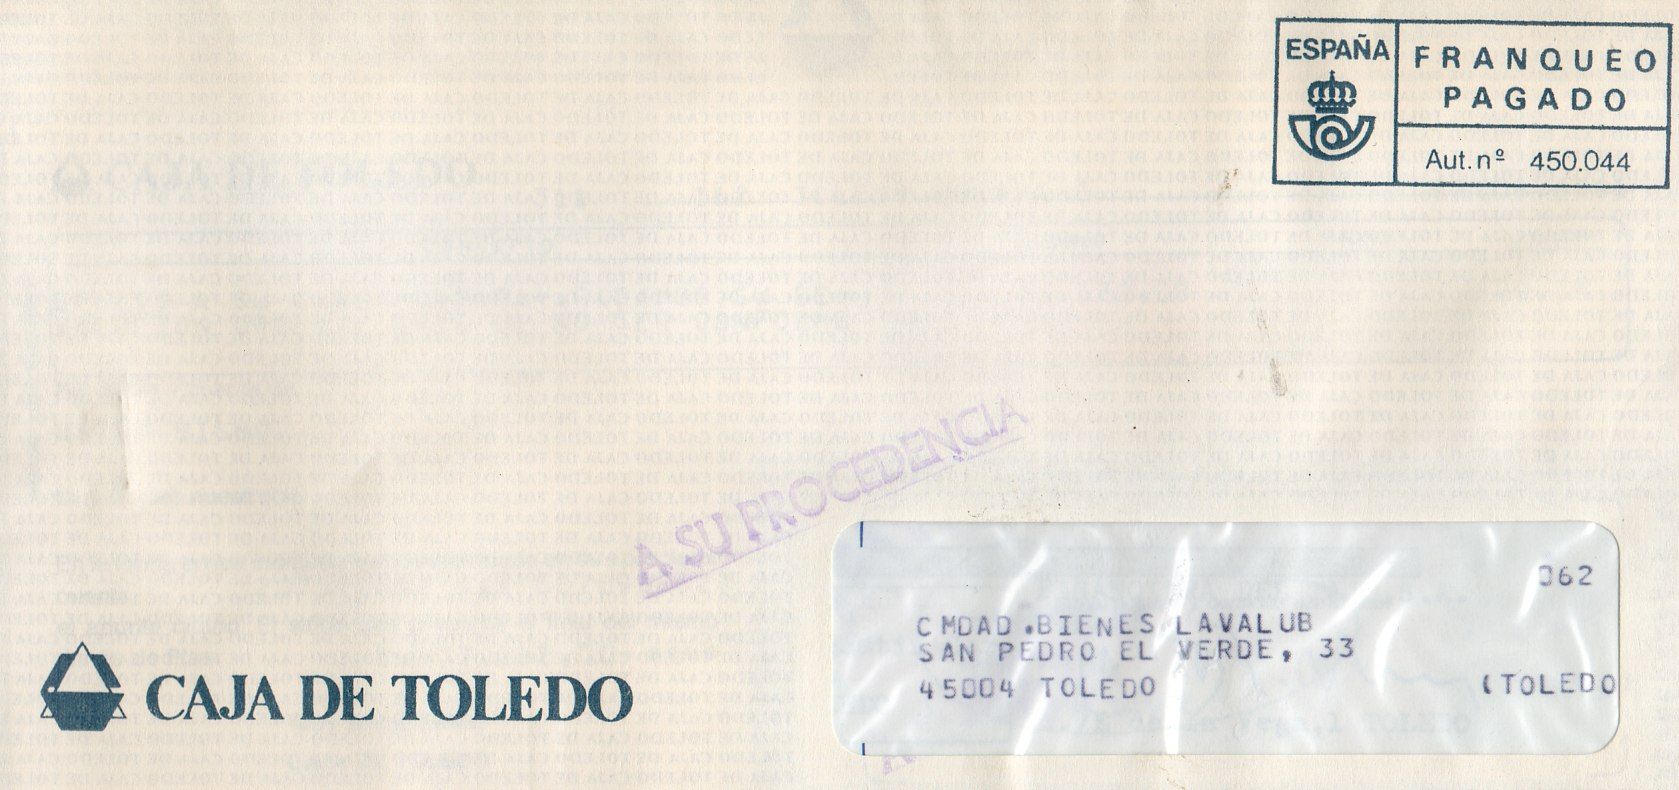 ESPAÑA
FRANQUEO
PAGADO
Aut. nº 450.044
A SU PROCEDENCIA
062
CMDAD.BIENES LAVALUB
SAN PEDRO EL VERDE, 33
45004 TOLEDO (TOLEDO
CAJA DE TOLEDO